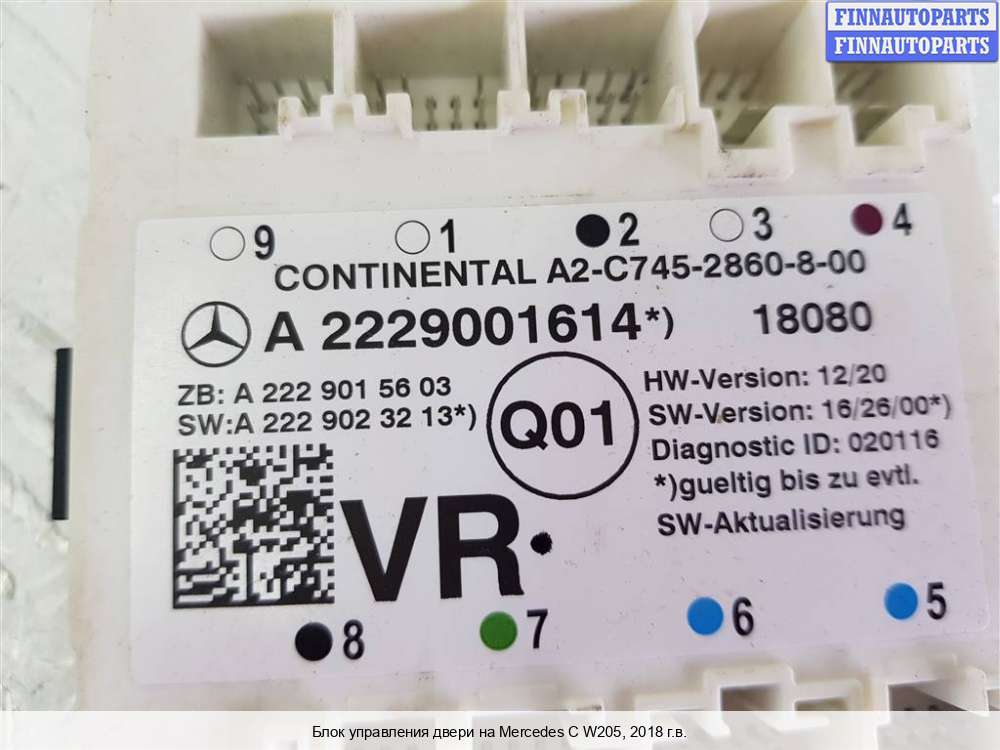 FINNAUTOPARTS
FINNAUTOPARTS
9 1 2 3 4
CONTINENTAL A2-C745-2860-8-00
A 2229001614*) 18080
ZB: A 222 901 56 03
SW:A 222 902 32 13*)
Q01
HW-Version: 12/20
SW-Version: 16/26/00*)
Diagnostic ID: 020116
*)gueltig bis zu evtl.
SW-Aktualisierung
VR
8 7 6 5
Блок управления двери на Mercedes C W205, 2018 г.в.